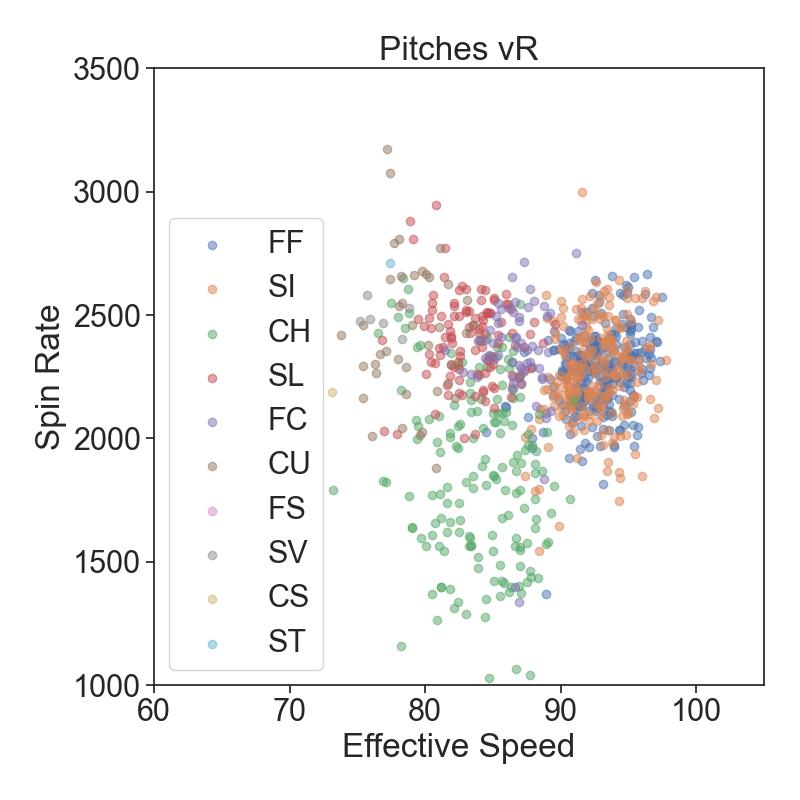 Pitches vR
3500
3000
2500
2000
1500
1000
Spin Rate
FF
SI
CH
SL
FC
CU
FS
SV
CS
ST
60 70 80 90 100
Effective Speed